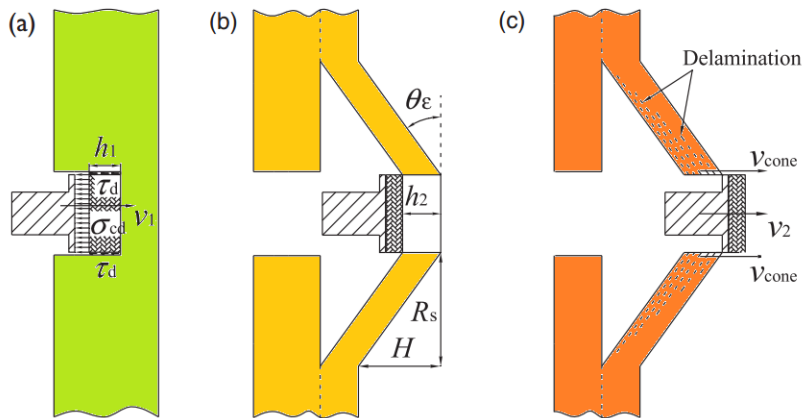 (a)
h1
τd
v1
σcd
τd
(b)
θε
h2
Rs
H
(c)
Delamination
vcone
v2
vcone